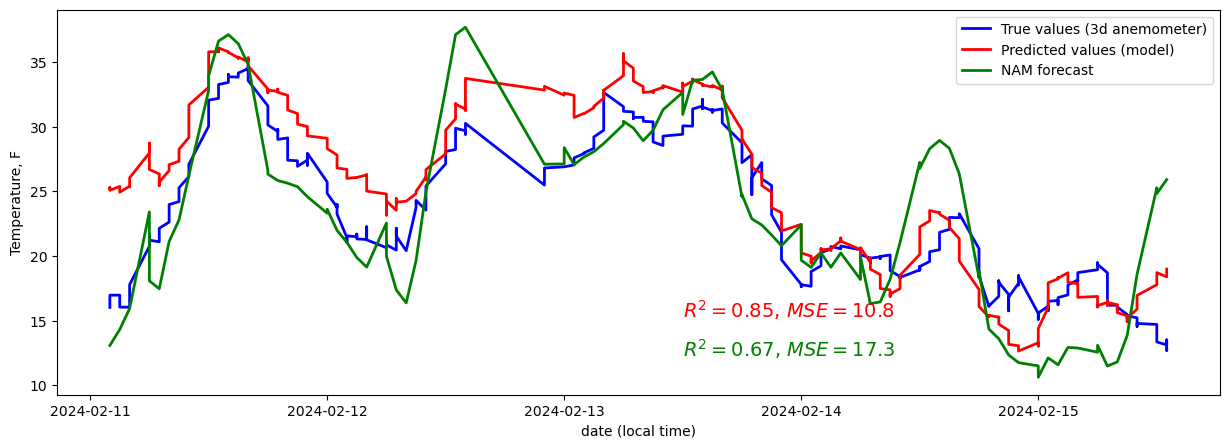 True values (3d anemometer)
Predicted values (model)
NAM forecast
Temperature, F
35
30
25
20
15
10
R² = 0.85, MSE = 10.8
R² = 0.67, MSE = 17.3
2024-02-11
2024-02-12
2024-02-13
2024-02-14
2024-02-15
date (local time)